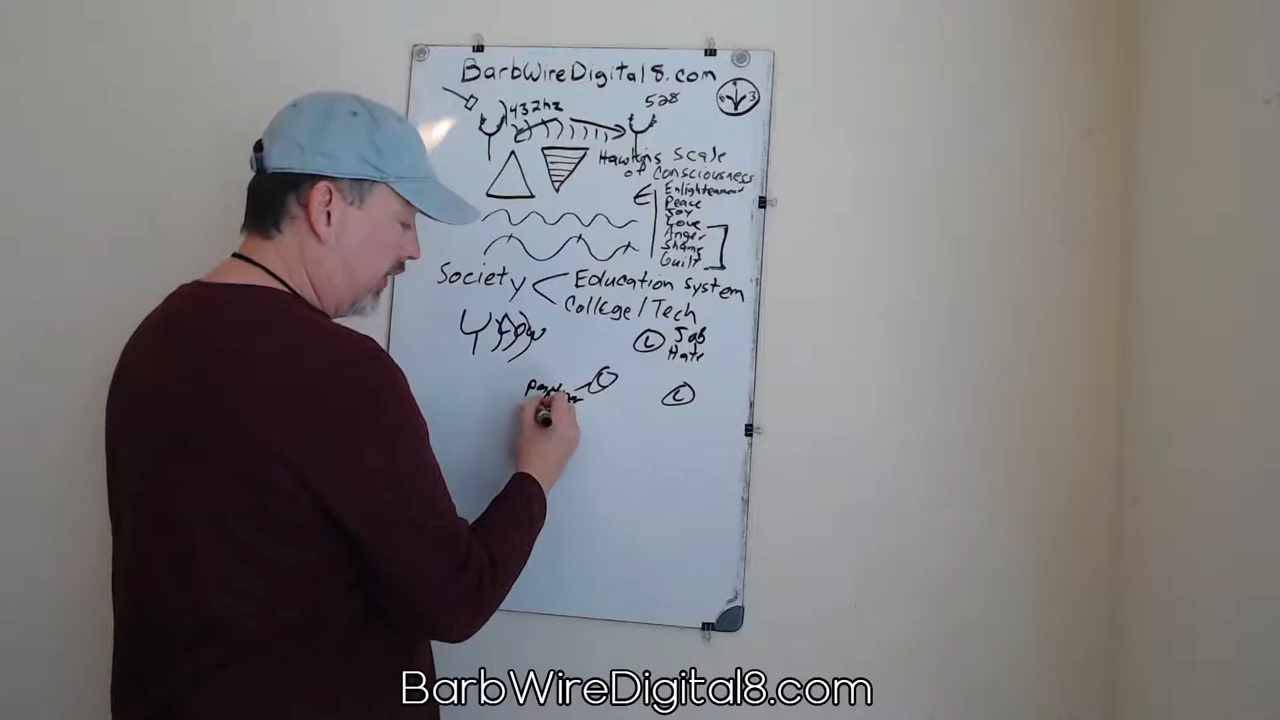 BarbWireDigital8.com
432hz
528
3
Hawkins Scale
of Consciousness
Enlightenment
Peace
Joy
Love
Anger
Shame
Guilt
Society
Education system
College/Tech
L
Job
Hate
L
BarbWireDigital8.com